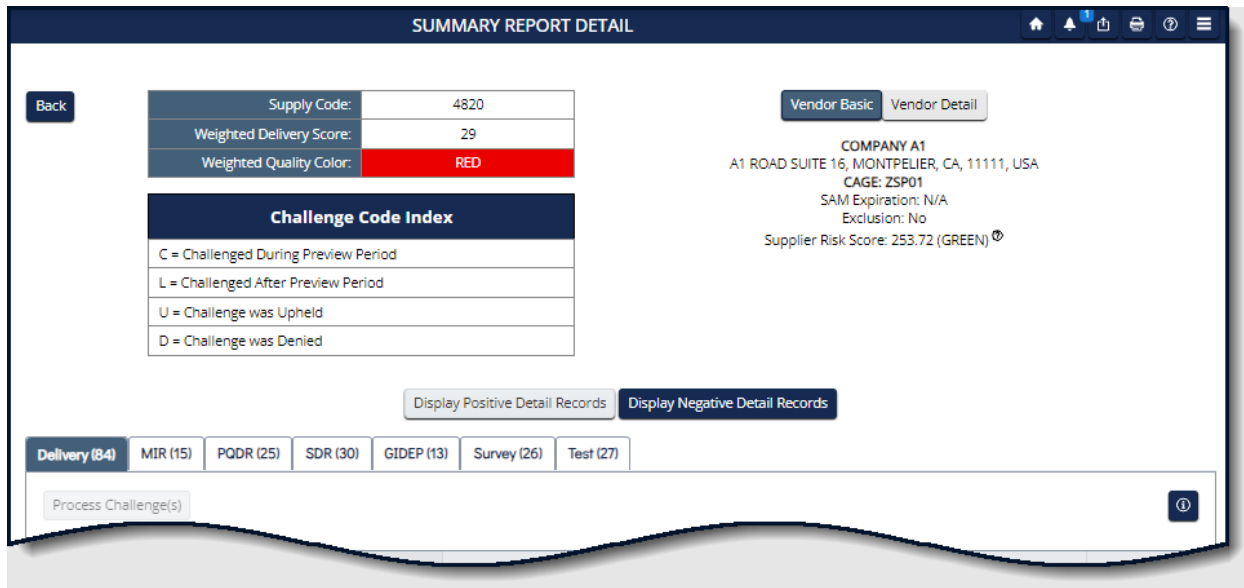 SUMMARY REPORT DETAIL
1
Back
Supply Code: 4820
Weighted Delivery Score: 29
Weighted Quality Color: RED
Challenge Code Index
C = Challenged During Preview Period
L = Challenged After Preview Period
U = Challenge was Upheld
D = Challenge was Denied
Vendor Basic Vendor Detail
COMPANY A1
A1 ROAD SUITE 16, MONTPELIER, CA, 11111, USA
CAGE: ZSP01
SAM Expiration: N/A
Exclusion: No
Supplier Risk Score: 253.72 (GREEN)
Display Positive Detail Records Display Negative Detail Records
Delivery (84) MIR (15) PQDR (25) SDR (30) GIDEP (13) Survey (26) Test (27)
Process Challenge(s)